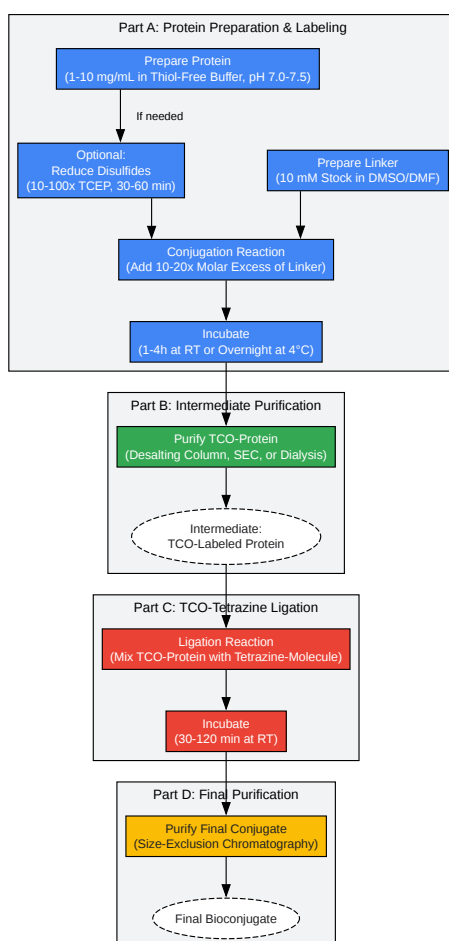 Part A: Protein Preparation & Labeling
Prepare Protein
(1-10 mg/mL in Thiol-Free Buffer, pH 7.0-7.5)
If needed
Optional:
Reduce Disulfides
(10-100x TCEP, 30-60 min)
Prepare Linker
(10 mM Stock in DMSO/DMF)
Conjugation Reaction
(Add 10-20x Molar Excess of Linker)
Incubate
(1-4h at RT or Overnight at 4°C)
Part B: Intermediate Purification
Purify TCO-Protein
(Desalting Column, SEC, or Dialysis)
Intermediate:
TCO-Labeled Protein
Part C: TCO-Tetrazine Ligation
Ligation Reaction
(Mix TCO-Protein with Tetrazine-Molecule)
Incubate
(30-120 min at RT)
Part D: Final Purification
Purify Final Conjugate
(Size-Exclusion Chromatography)
Final Bioconjugate